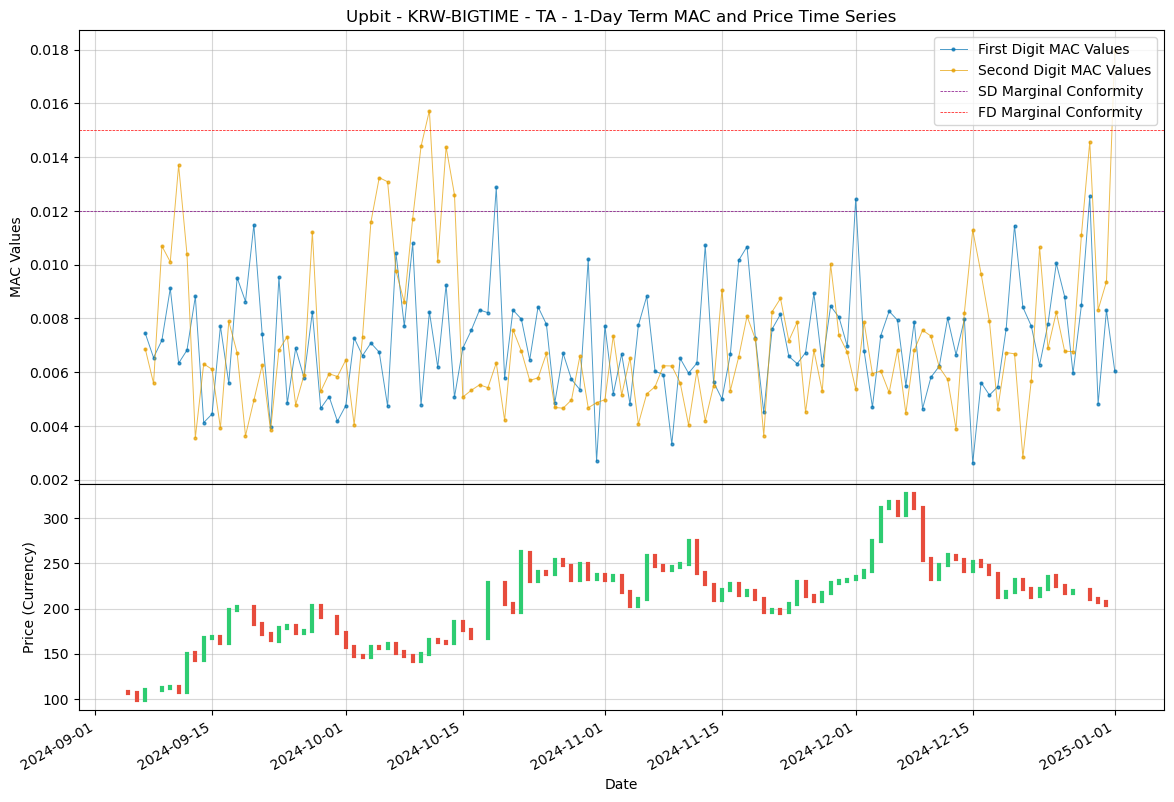 Upbit - KRW-BIGTIME - TA - 1-Day Term MAC and Price Time Series
First Digit MAC Values
Second Digit MAC Values
SD Marginal Conformity
FD Marginal Conformity
MAC Values
0.018
0.016
0.014
0.012
0.010
0.008
0.006
0.004
0.002
Price (Currency)
300
250
200
150
100
2024-09-01
2024-09-15
2024-10-01
2024-10-15
2024-11-01
2024-11-15
2024-12-01
2024-12-15
2025-01-01
Date